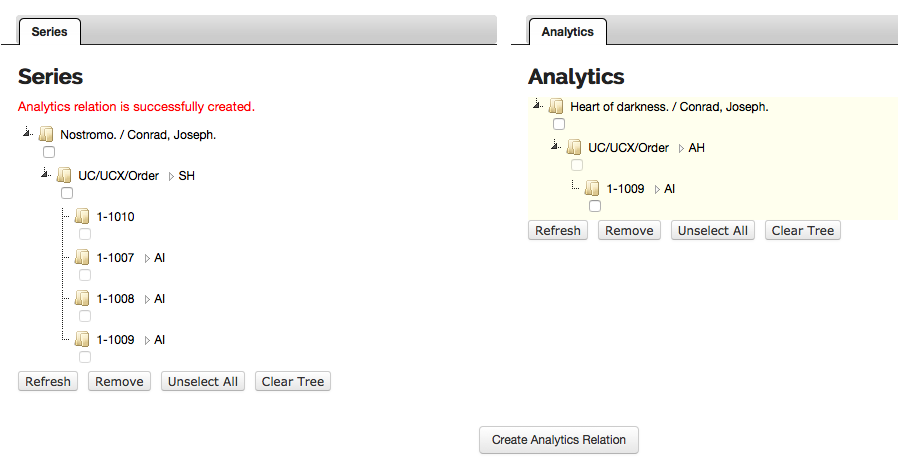 Series
Series
Analytics relation is successfully created.
Nostromo. / Conrad, Joseph.
UC/UCX/Order SH
1-1010
1-1007 AI
1-1008 AI
1-1009 AI
Refresh Remove Unselect All Clear Tree
Analytics
Analytics
Heart of darkness. / Conrad, Joseph.
UC/UCX/Order AH
1-1009 AI
Refresh Remove Unselect All Clear Tree
Create Analytics Relation